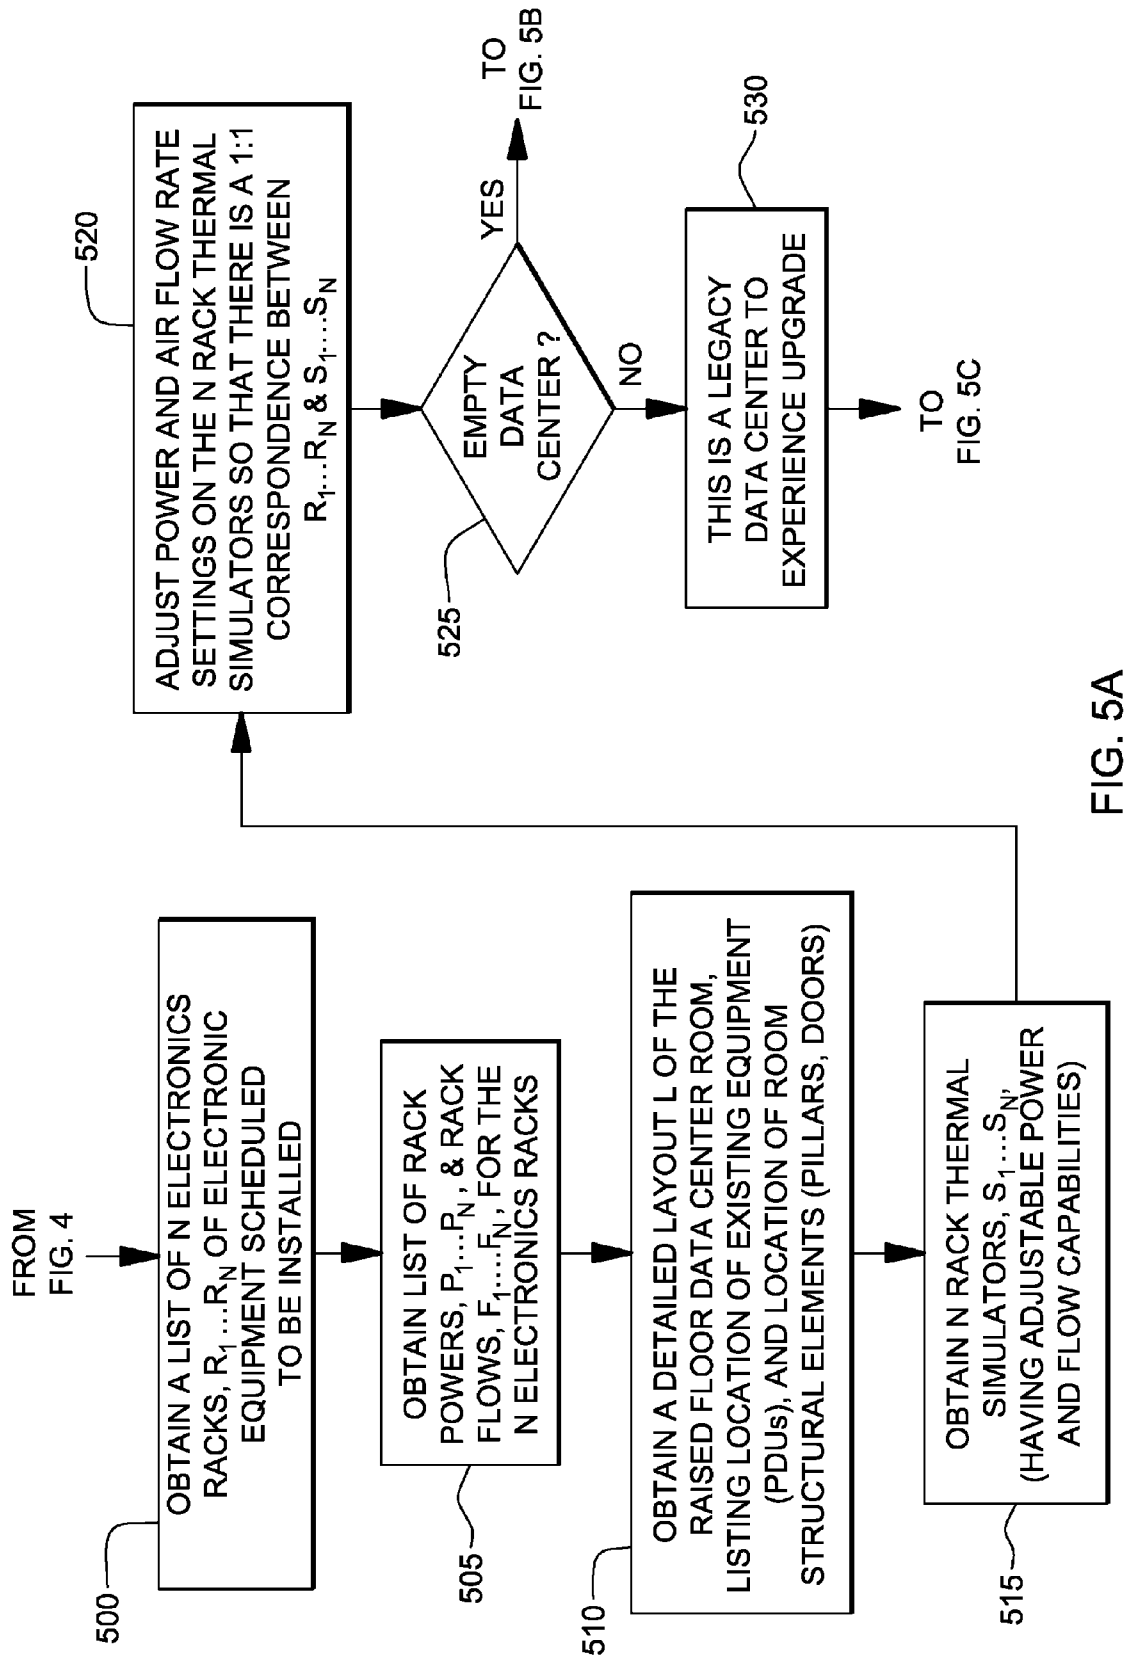 FROM
FIG. 4
500
OBTAIN A LIST OF N ELECTRONICS
RACKS, R1...RN OF ELECTRONIC
EQUIPMENT SCHEDULED
TO BE INSTALLED
505
OBTAIN LIST OF RACK
POWERS, P1...PN, & RACK
FLOWS, F1....FN, FOR THE
N ELECTRONICS RACKS
510
OBTAIN A DETAILED LAYOUT L OF THE
RAISED FLOOR DATA CENTER ROOM,
LISTING LOCATION OF EXISTING EQUIPMENT
(PDUs), AND LOCATION OF ROOM
STRUCTURAL ELEMENTS (PILLARS, DOORS)
515
OBTAIN N RACK THERMAL
SIMULATORS, S1...SN,
(HAVING ADJUSTABLE POWER
AND FLOW CAPABILITIES)
520
ADJUST POWER AND AIR FLOW RATE
SETTINGS ON THE N RACK THERMAL
SIMULATORS SO THAT THERE IS A 1:1
CORRESPONDENCE BETWEEN
R1...RN & S1....SN
525
EMPTY
DATA
CENTER ?
YES
TO
FIG. 5B
NO
530
THIS IS A LEGACY
DATA CENTER TO
EXPERIENCE UPGRADE
TO
FIG. 5C
FIG. 5A